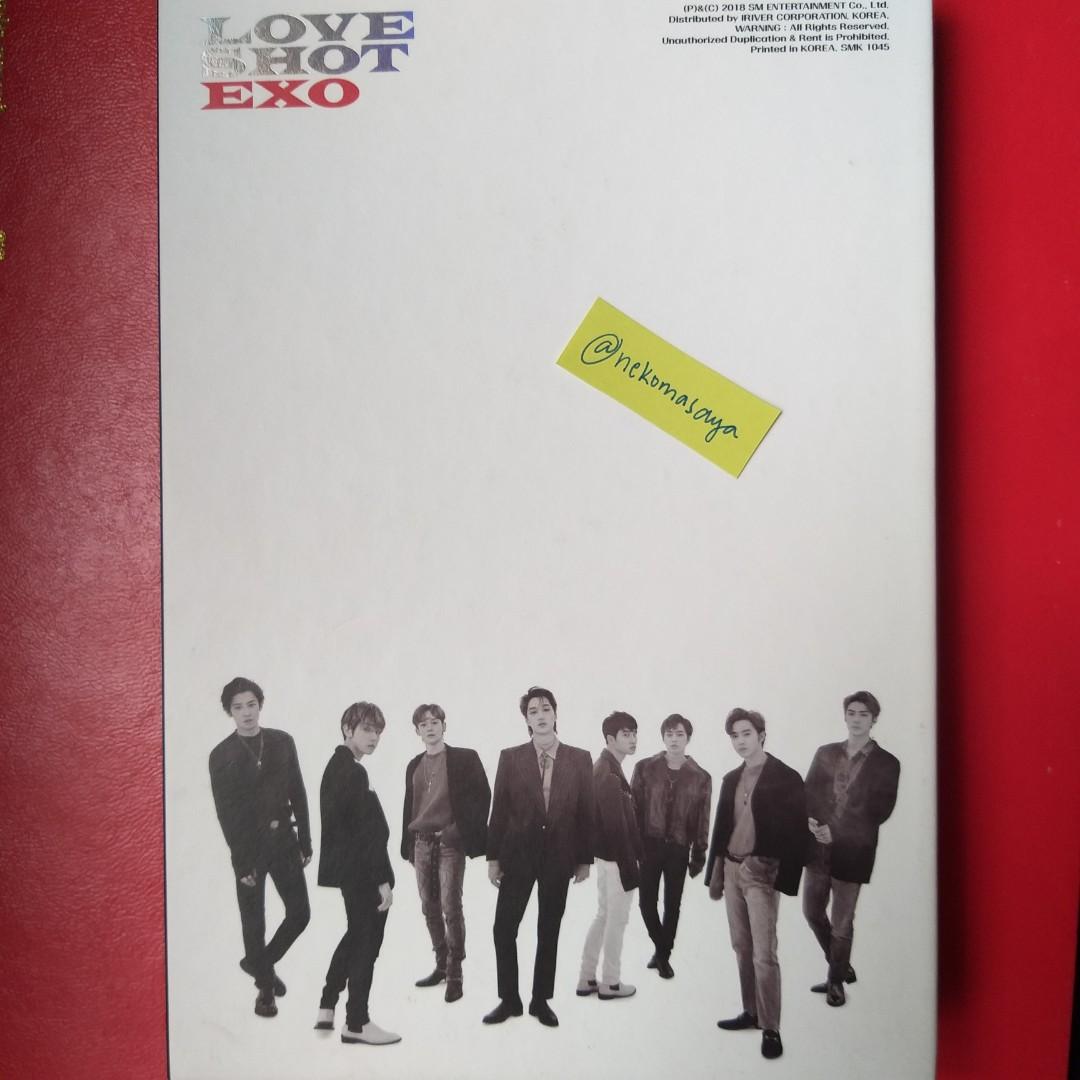 LOVE
SHOT
EXO
(P)&(C) 2018 SM ENTERTAINMENT Co., Ltd.
Distributed by IRIVER CORPORATION, KOREA.
WARNING : All Rights Reserved.
Unauthorized Duplication & Rent is Prohibited.
Printed in KOREA. SMK 1045
@nekomasaya